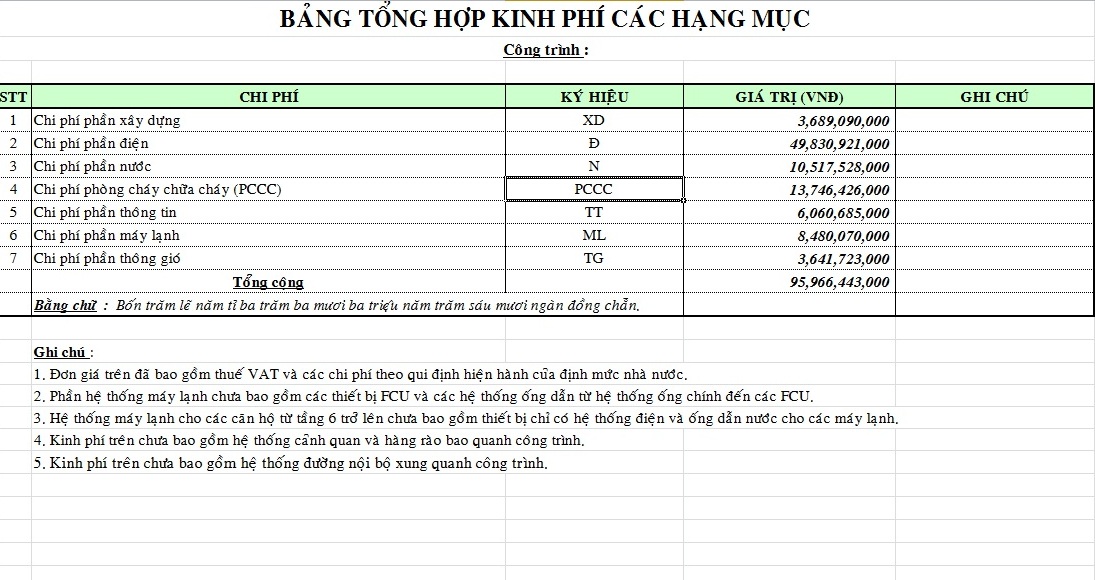 BẢNG TỔNG HỢP KINH PHÍ CÁC HẠNG MỤC
Công trình :
STT CHI PHÍ KÝ HIỆU GIÁ TRỊ (VNĐ) GHI CHÚ
1 Chi phí phần xây dựng XD 3,689,090,000
2 Chi phí phần điện Đ 49,830,921,000
3 Chi phí phần nước N 10,517,528,000
4 Chi phí phòng cháy chữa cháy (PCCC) PCCC 13,746,426,000
5 Chi phí phần thông tin TT 6,060,685,000
6 Chi phí phần máy lạnh ML 8,480,070,000
7 Chi phí phần thông gió TG 3,641,723,000
Tổng cộng 95,966,443,000
Bằng chữ : Bốn trăm lẽ năm tỉ ba trăm ba mươi ba triệu năm trăm sáu mươi ngàn đồng chẵn.
Ghi chú :
1. Đơn giá trên đã bao gồm thuế VAT và các chi phí theo qui định hiện hành của định mức nhà nước.
2. Phần hệ thống máy lạnh chưa bao gồm các thiết bị FCU và các hệ thống ống dẫn từ hệ thống ống chính đến các FCU.
3. Hệ thống máy lạnh cho các căn hộ từ tầng 6 trở lên chưa bao gồm thiết bị chỉ có hệ thống điện và ống dẫn nước cho các máy lạnh.
4. Kinh phí trên chưa bao gồm hệ thống cảnh quan và hàng rào bao quanh công trình.
5. Kinh phí trên chưa bao gồm hệ thống đường nội bộ xung quanh công trình.